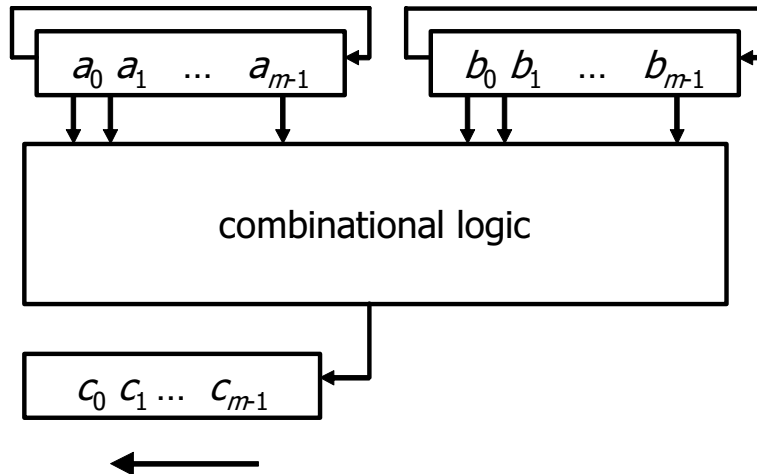 a₀ a₁ ... aₘ₋₁
b₀ b₁ ... bₘ₋₁
combinational logic
c₀ c₁ ... cₘ₋₁